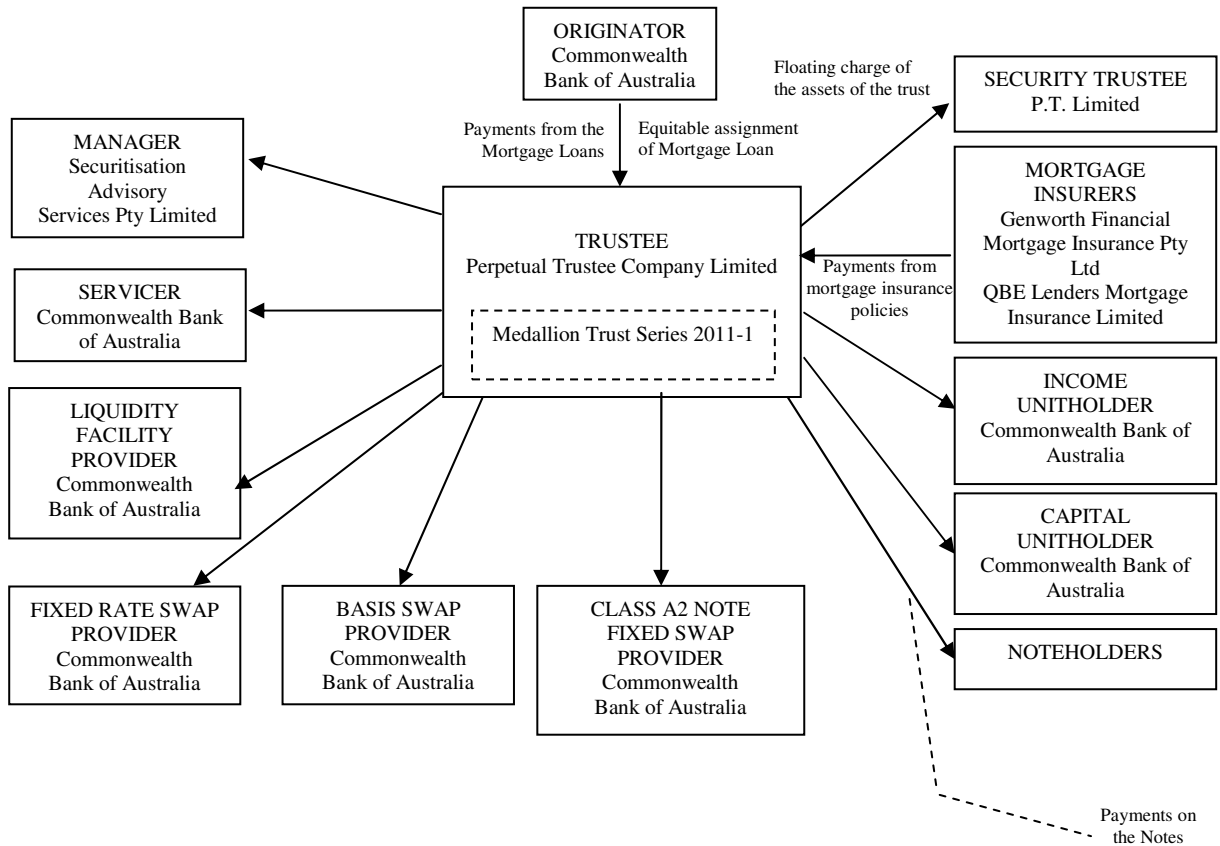 ORIGINATOR
Commonwealth
Bank of Australia
Floating charge of
the assets of the trust
SECURITY TRUSTEE
P.T. Limited
Payments from the
Mortgage Loans
Equitable assignment
of Mortgage Loan
MANAGER
Securitisation
Advisory
Services Pty Limited
MORTGAGE
INSURERS
Genworth Financial
Mortgage Insurance Pty
Ltd
QBE Lenders Mortgage
Insurance Limited
TRUSTEE
Perpetual Trustee Company Limited
Medallion Trust Series 2011-1
Payments from
mortgage insurance
policies
SERVICER
Commonwealth Bank
of Australia
INCOME
UNITHOLDER
Commonwealth Bank of
Australia
LIQUIDITY
FACILITY
PROVIDER
Commonwealth
Bank of Australia
CAPITAL
UNITHOLDER
Commonwealth Bank of
Australia
FIXED RATE SWAP
PROVIDER
Commonwealth
Bank of Australia
BASIS SWAP
PROVIDER
Commonwealth
Bank of Australia
CLASS A2 NOTE
FIXED SWAP
PROVIDER
Commonwealth
Bank of Australia
NOTEHOLDERS
Payments on
the Notes